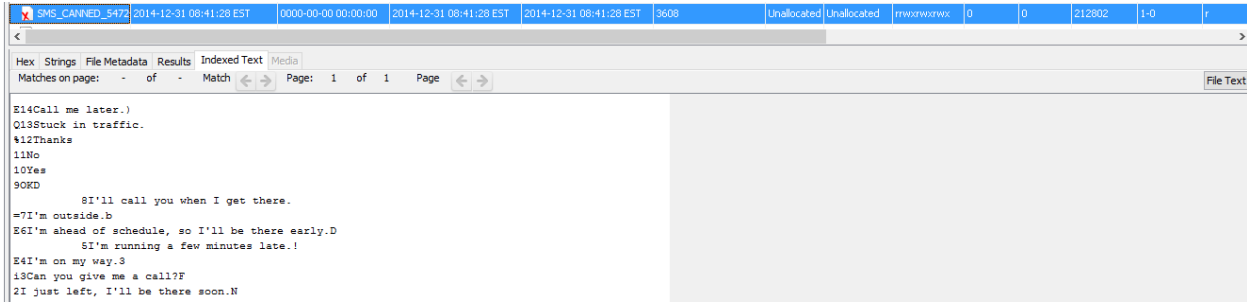 SMS_CANNED_5472 2014-12-31 08:41:28 EST 0000-00-00 00:00:00 2014-12-31 08:41:28 EST 2014-12-31 08:41:28 EST 3608 Unallocated Unallocated rrwxrwxrwx 0 0 212802 1-0 r
Hex Strings File Metadata Results Indexed Text Media
Matches on page: - of - Match Page: 1 of 1 Page File Text
E14Call me later.)
Q13Stuck in traffic.
%12Thanks
11No
10Yes
9OKD
8I'll call you when I get there.
=7I'm outside.b
E6I'm ahead of schedule, so I'll be there early.D
5I'm running a few minutes late.!
E4I'm on my way.3
i3Can you give me a call?F
2I just left, I'll be there soon.N